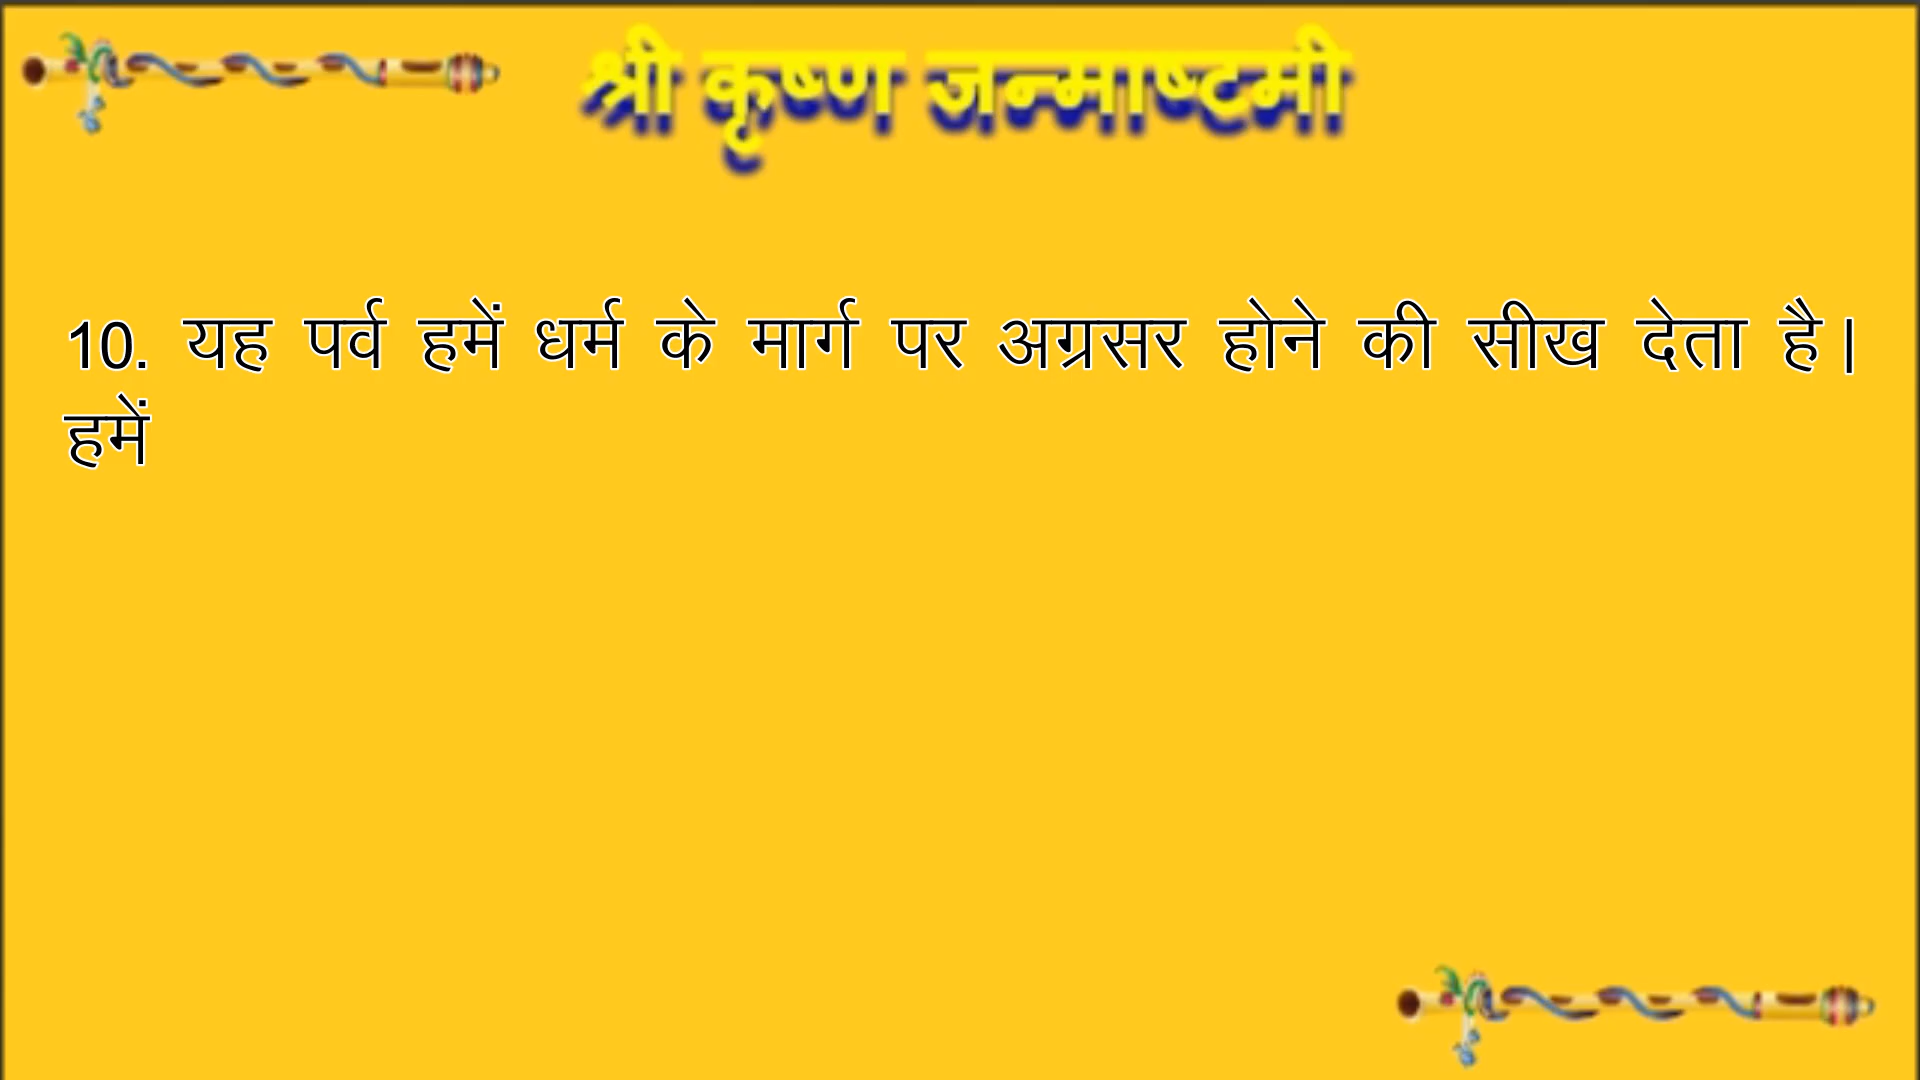 श्री कृष्ण जन्माष्टमी
10. यह पर्व हमें धर्म के मार्ग पर अग्रसर होने की सीख देता है।
हमें